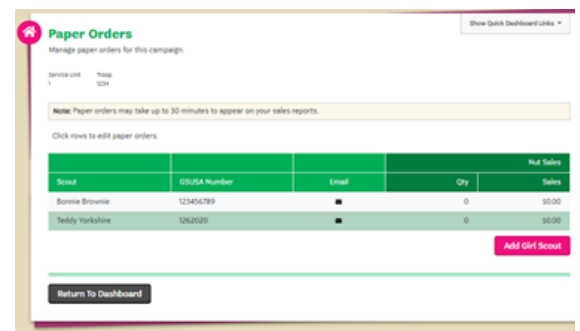 Show Quick Dashboard Links
Paper Orders
Manage paper orders for this campaign.
Service Unit Troop
1 1234
Note: Paper orders may take up to 30 minutes to appear on your sales reports.
Click rows to edit paper orders.
Nut Sales
Scout GSUSA Number Email Qty Sales
Bonnie Brownie 123456789 0 $0.00
Teddy Yorkshire 1262020 0 $0.00
Add Girl Scout
Return To Dashboard